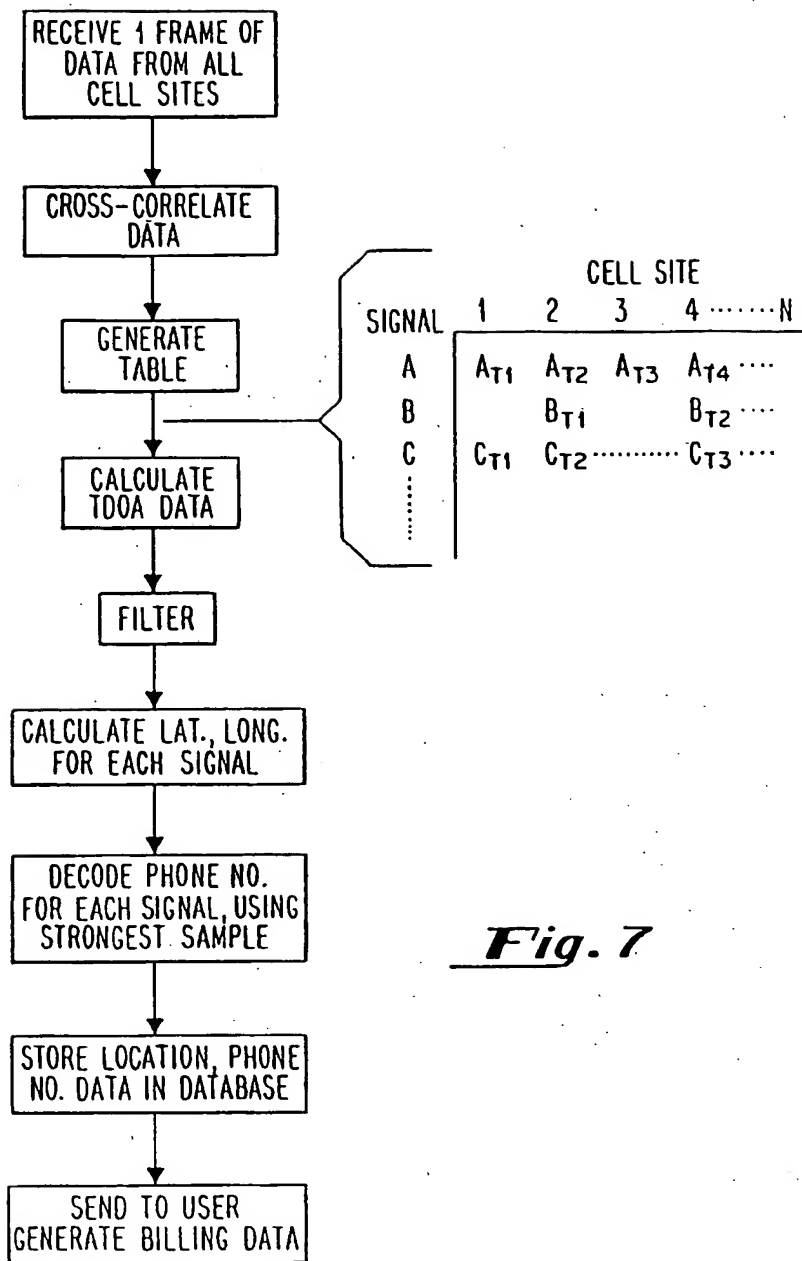 RECEIVE 1 FRAME OF
DATA FROM ALL
CELL SITES
CROSS-CORRELATE
DATA
GENERATE
TABLE
CELL SITE
SIGNAL 1 2 3 4 ······· N
A A_T1 A_T2 A_T3 A_T4 ····
B B_T1 B_T2 ····
C C_T1 C_T2 ·········· C_T3 ····
CALCULATE
TDOA DATA
FILTER
CALCULATE LAT., LONG.
FOR EACH SIGNAL
DECODE PHONE NO.
FOR EACH SIGNAL, USING
STRONGEST SAMPLE
Fig. 7
STORE LOCATION, PHONE
NO. DATA IN DATABASE
SEND TO USER
GENERATE BILLING DATA